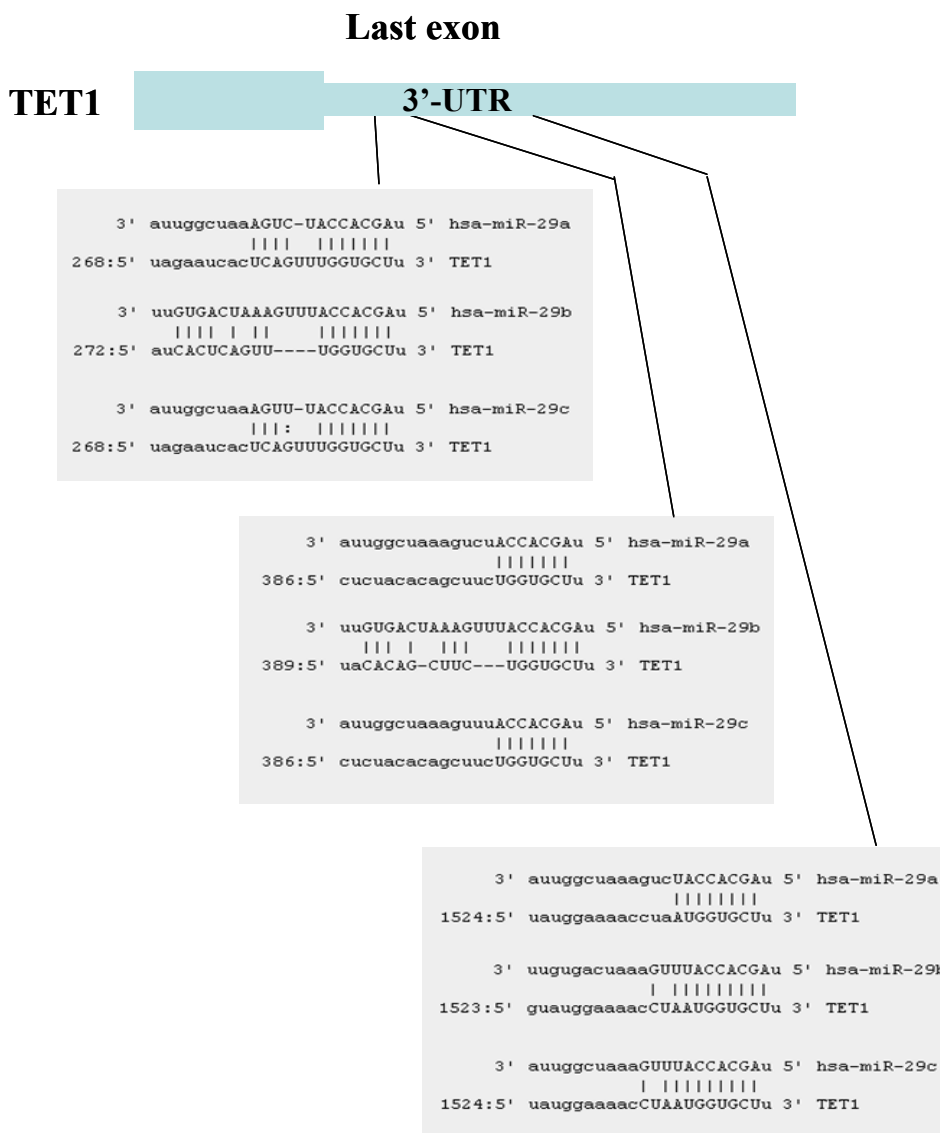 Last exon
TET1
3'-UTR
3' auuggcuaaAGUC-UACCACGAu 5' hsa-miR-29a
|||| |||||||
268:5' uagaaucacUCAGUUUGGUGCUu 3' TET1
3' uuGUGACUAAAGUUUACCACGAu 5' hsa-miR-29b
|||| | || |||||||
272:5' auCACUCAGUU----UGGUGCUu 3' TET1
3' auuggcuaaAGUU-UACCACGAu 5' hsa-miR-29c
|||: |||||||
268:5' uagaaucacUCAGUUUGGUGCUu 3' TET1
3' auuggcuaaagucuACCACGAu 5' hsa-miR-29a
|||||||
386:5' cucuacacagcuucUGGUGCUu 3' TET1
3' uuGUGACUAAAGUUUACCACGAu 5' hsa-miR-29b
||| | ||| |||||||
389:5' uaCACAG-CUUC---UGGUGCUu 3' TET1
3' auuggcuaaaguuuACCACGAu 5' hsa-miR-29c
|||||||
386:5' cucuacacagcuucUGGUGCUu 3' TET1
3' auuggcuaaagucUACCACGAu 5' hsa-miR-29a
||||||||
1524:5' uauggaaaaccuaAUGGUGCUu 3' TET1
3' uugugacuaaaGUUUACCACGAu 5' hsa-miR-29b
| |||||||||
1523:5' guauggaaaacCUAAUGGUGCUu 3' TET1
3' auuggcuaaaGUUUACCACGAu 5' hsa-miR-29c
| |||||||||
1524:5' uauggaaaacCUAAUGGUGCUu 3' TET1